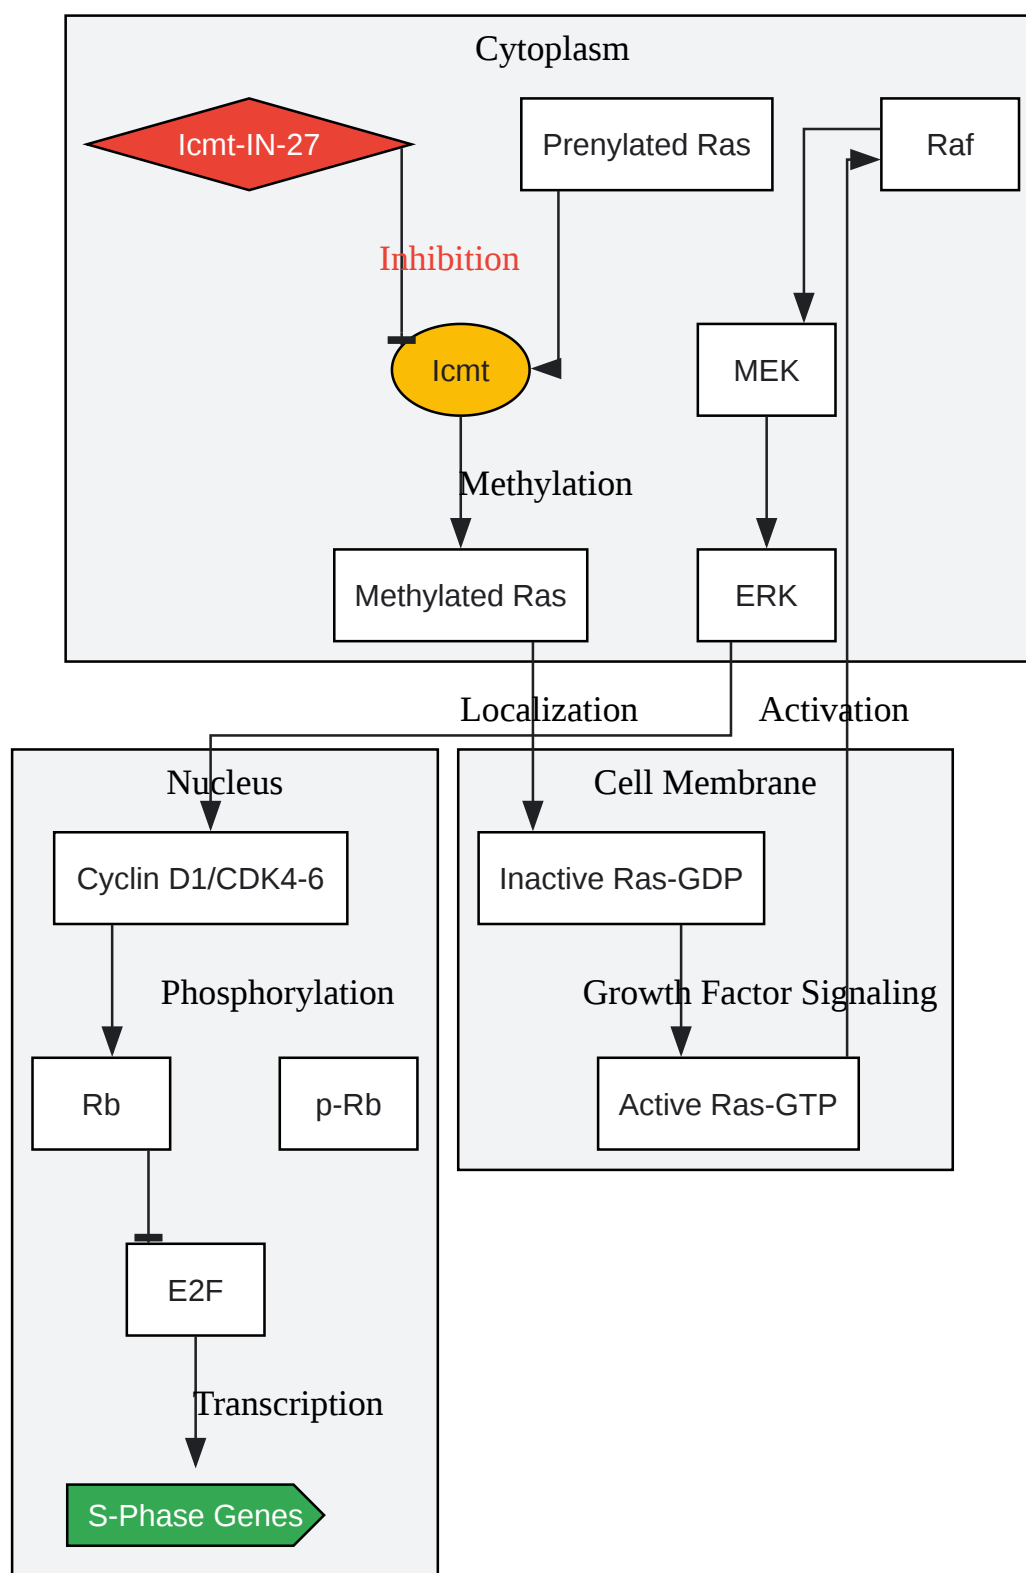 Cytoplasm
Icmt-IN-27
Prenylated Ras
Raf
Inhibition
Icmt
MEK
Methylation
Methylated Ras
ERK
Localization
Activation
Nucleus
Cell Membrane
Cyclin D1/CDK4-6
Inactive Ras-GDP
Phosphorylation
Growth Factor Signaling
Rb
p-Rb
Active Ras-GTP
E2F
Transcription
S-Phase Genes